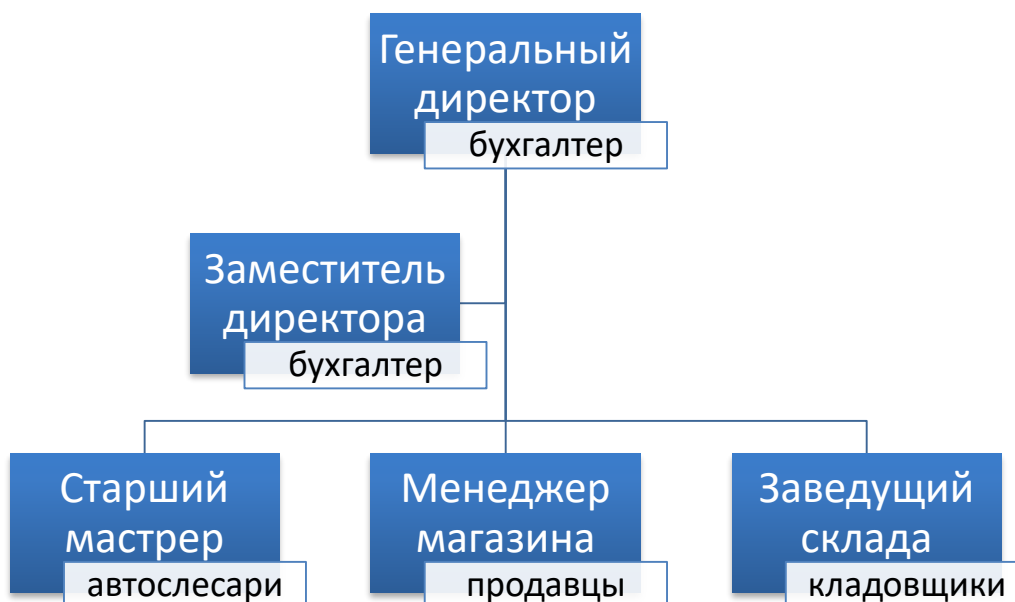 Генеральный
директор
бухгалтер
Заместитель
директора
бухгалтер
Старший
мастрер
автослесари
Менеджер
магазина
продавцы
Заведущий
склада
кладовщики